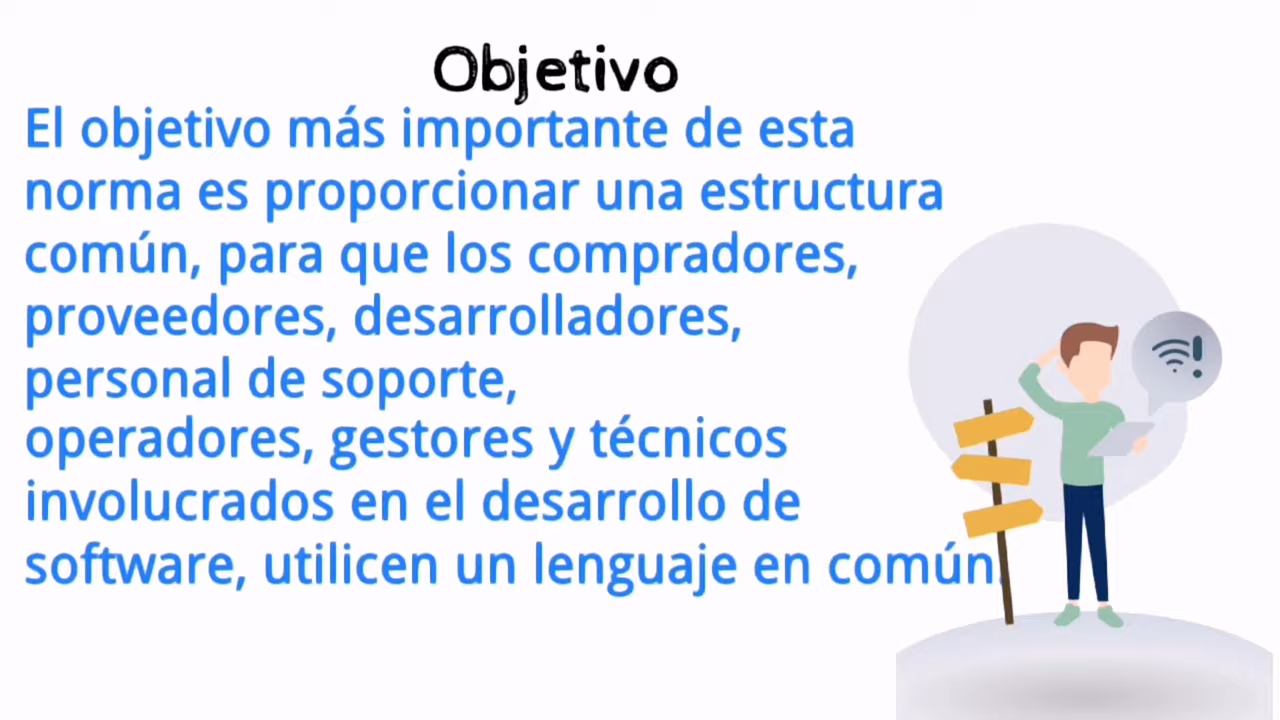 Objetivo
El objetivo más importante de esta
norma es proporcionar una estructura
común, para que los compradores,
proveedores, desarrolladores,
personal de soporte,
operadores, gestores y técnicos
involucrados en el desarrollo de
software, utilicen un lenguaje en común.